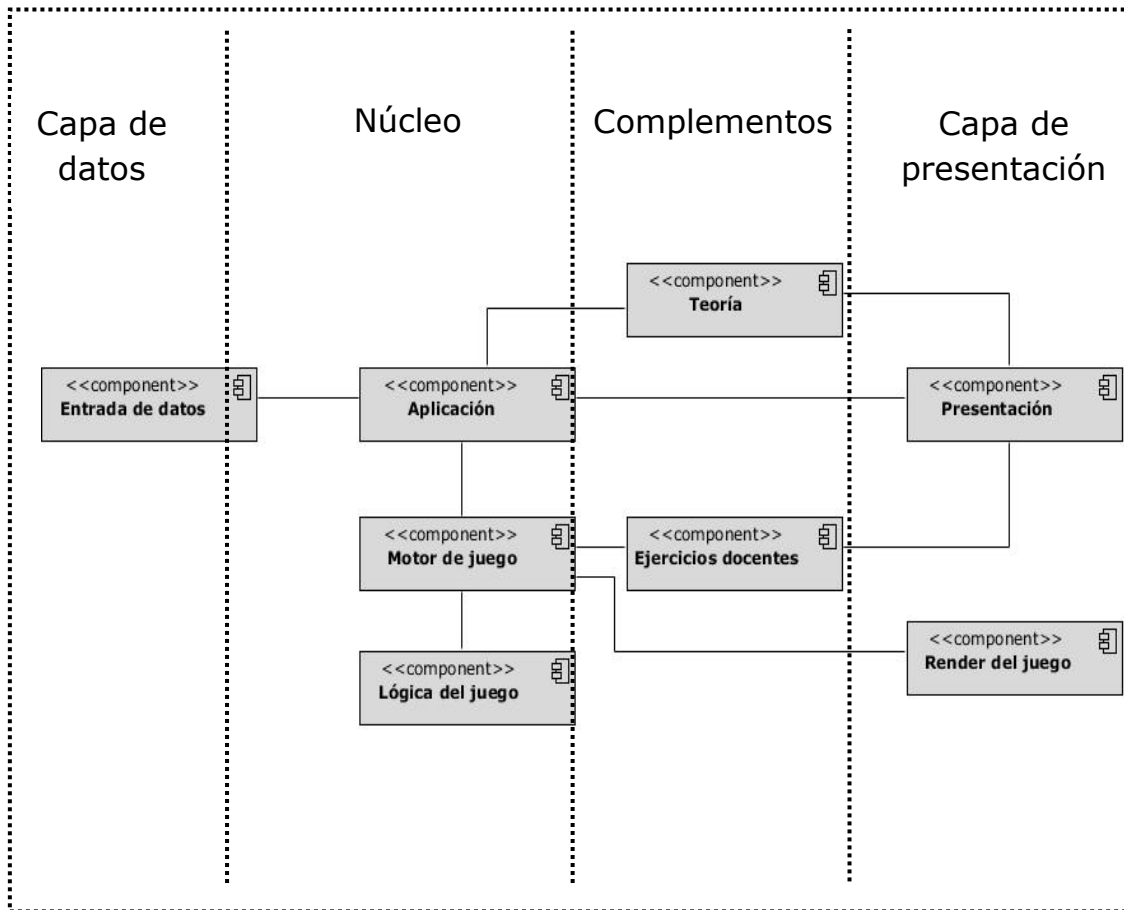 Capa de
datos
Núcleo
Complementos
Capa de
presentación
<<component>>
Teoría
<<component>>
Entrada de datos
<<component>>
Aplicación
<<component>>
Presentación
<<component>>
Motor de juego
<<component>>
Ejercicios docentes
<<component>>
Render del juego
<<component>>
Lógica del juego